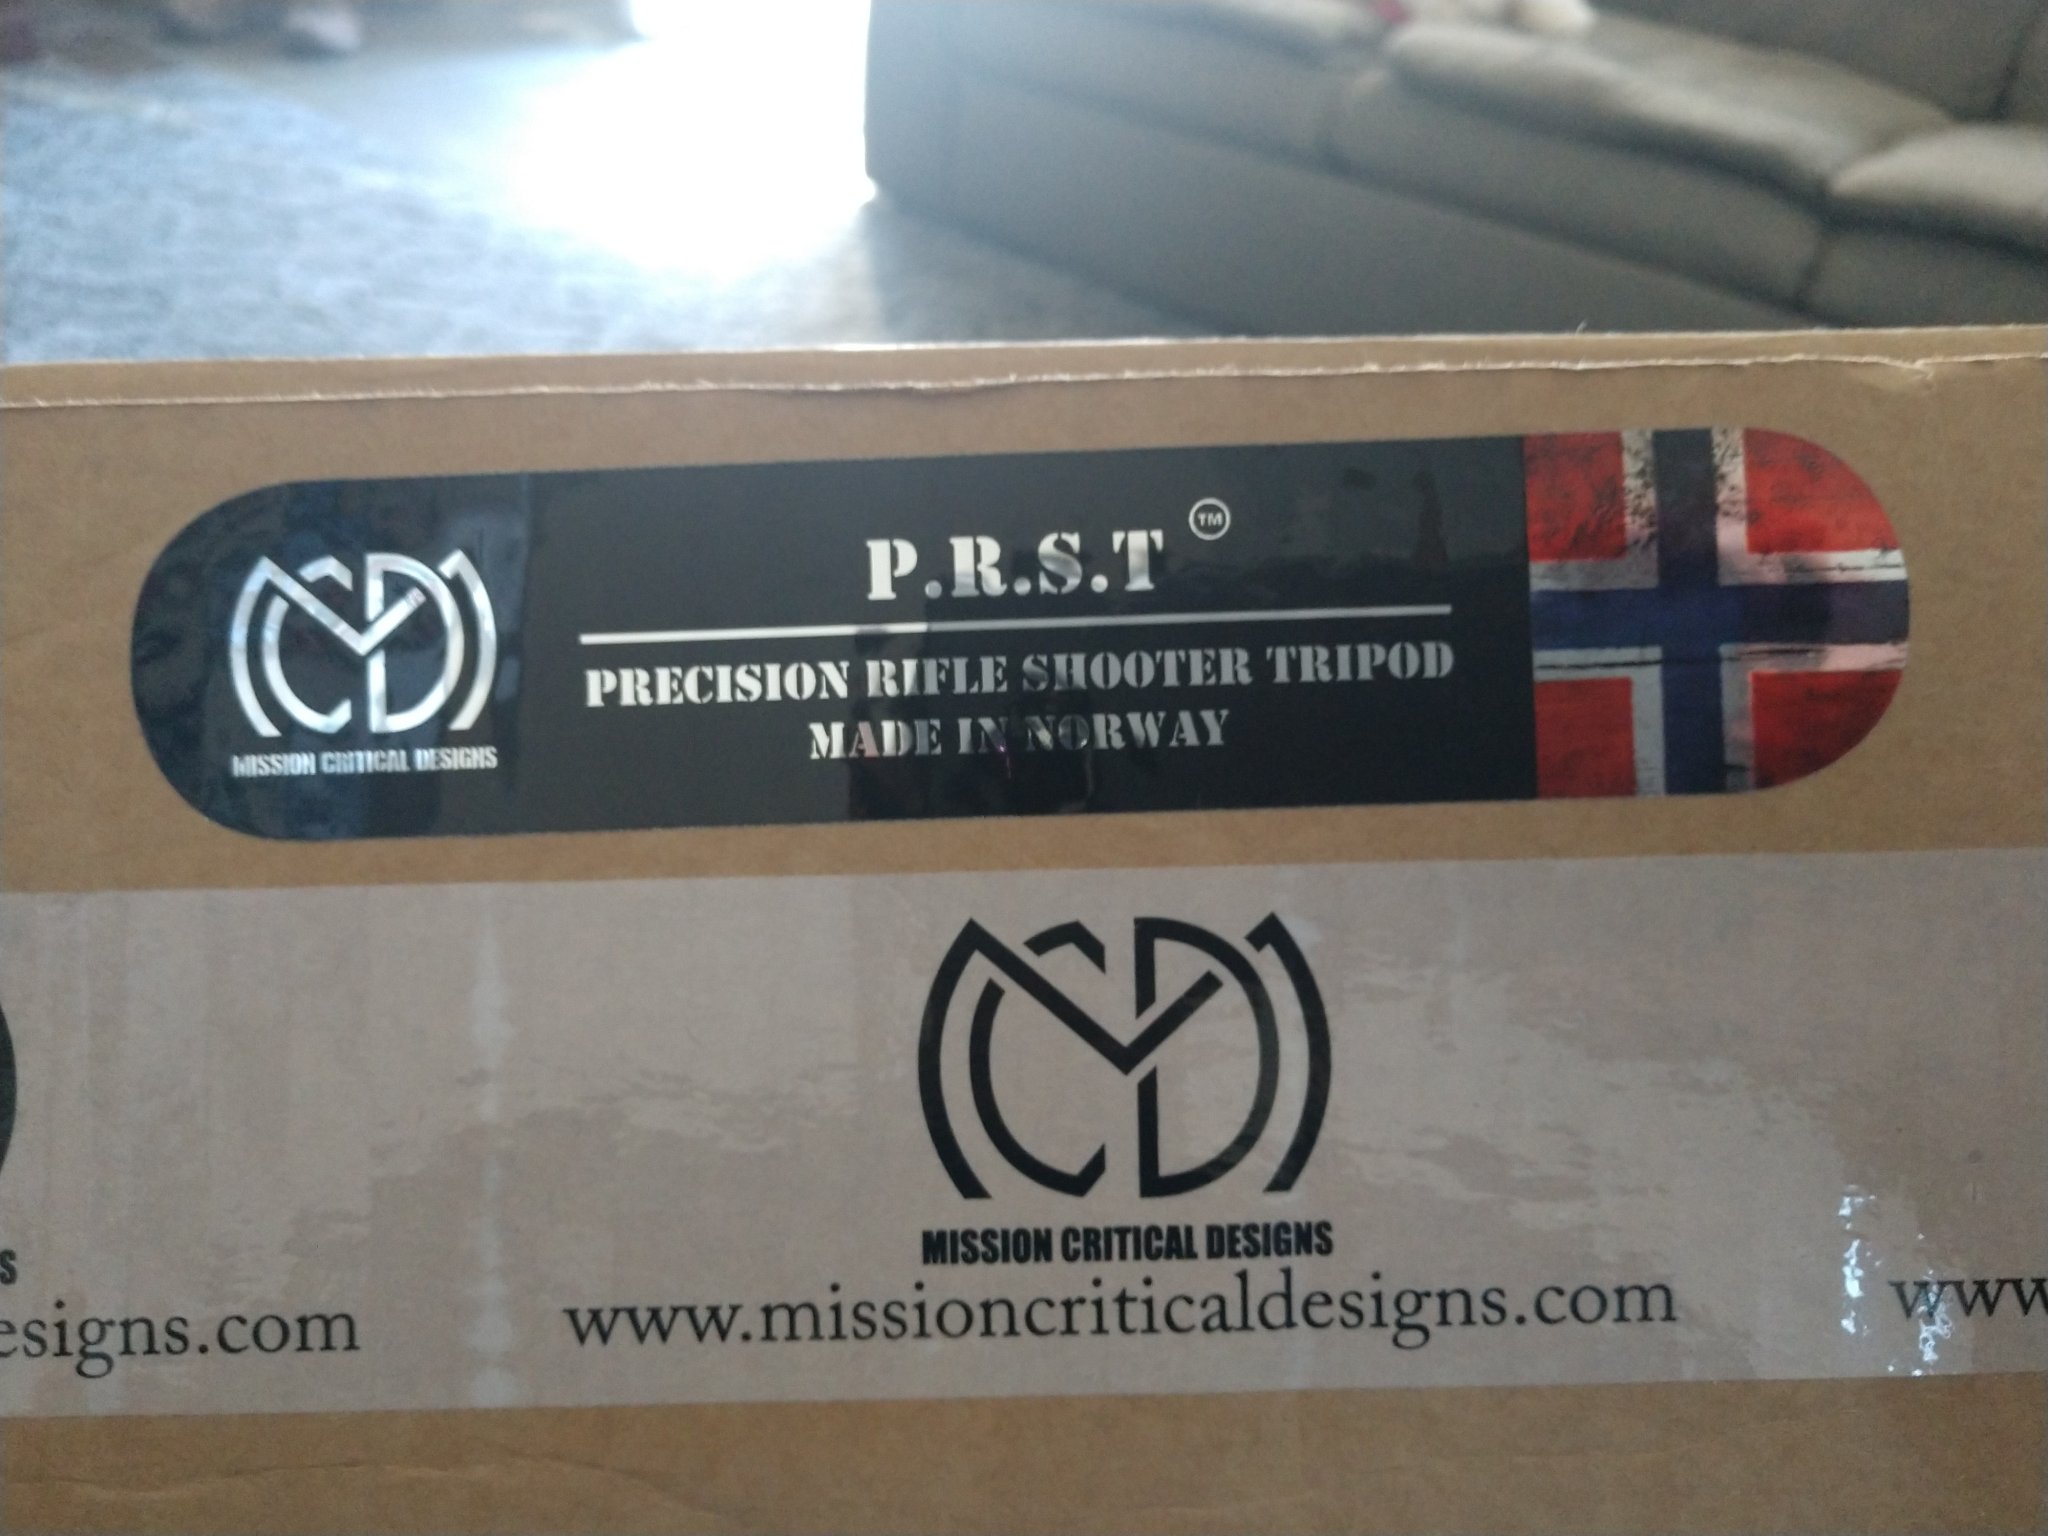 P.R.S.T ™
PRECISION RIFLE SHOOTER TRIPOD
MADE IN NORWAY
MISSION CRITICAL DESIGNS
MISSION CRITICAL DESIGNS
S
esigns.com
www.missioncriticaldesigns.com
www